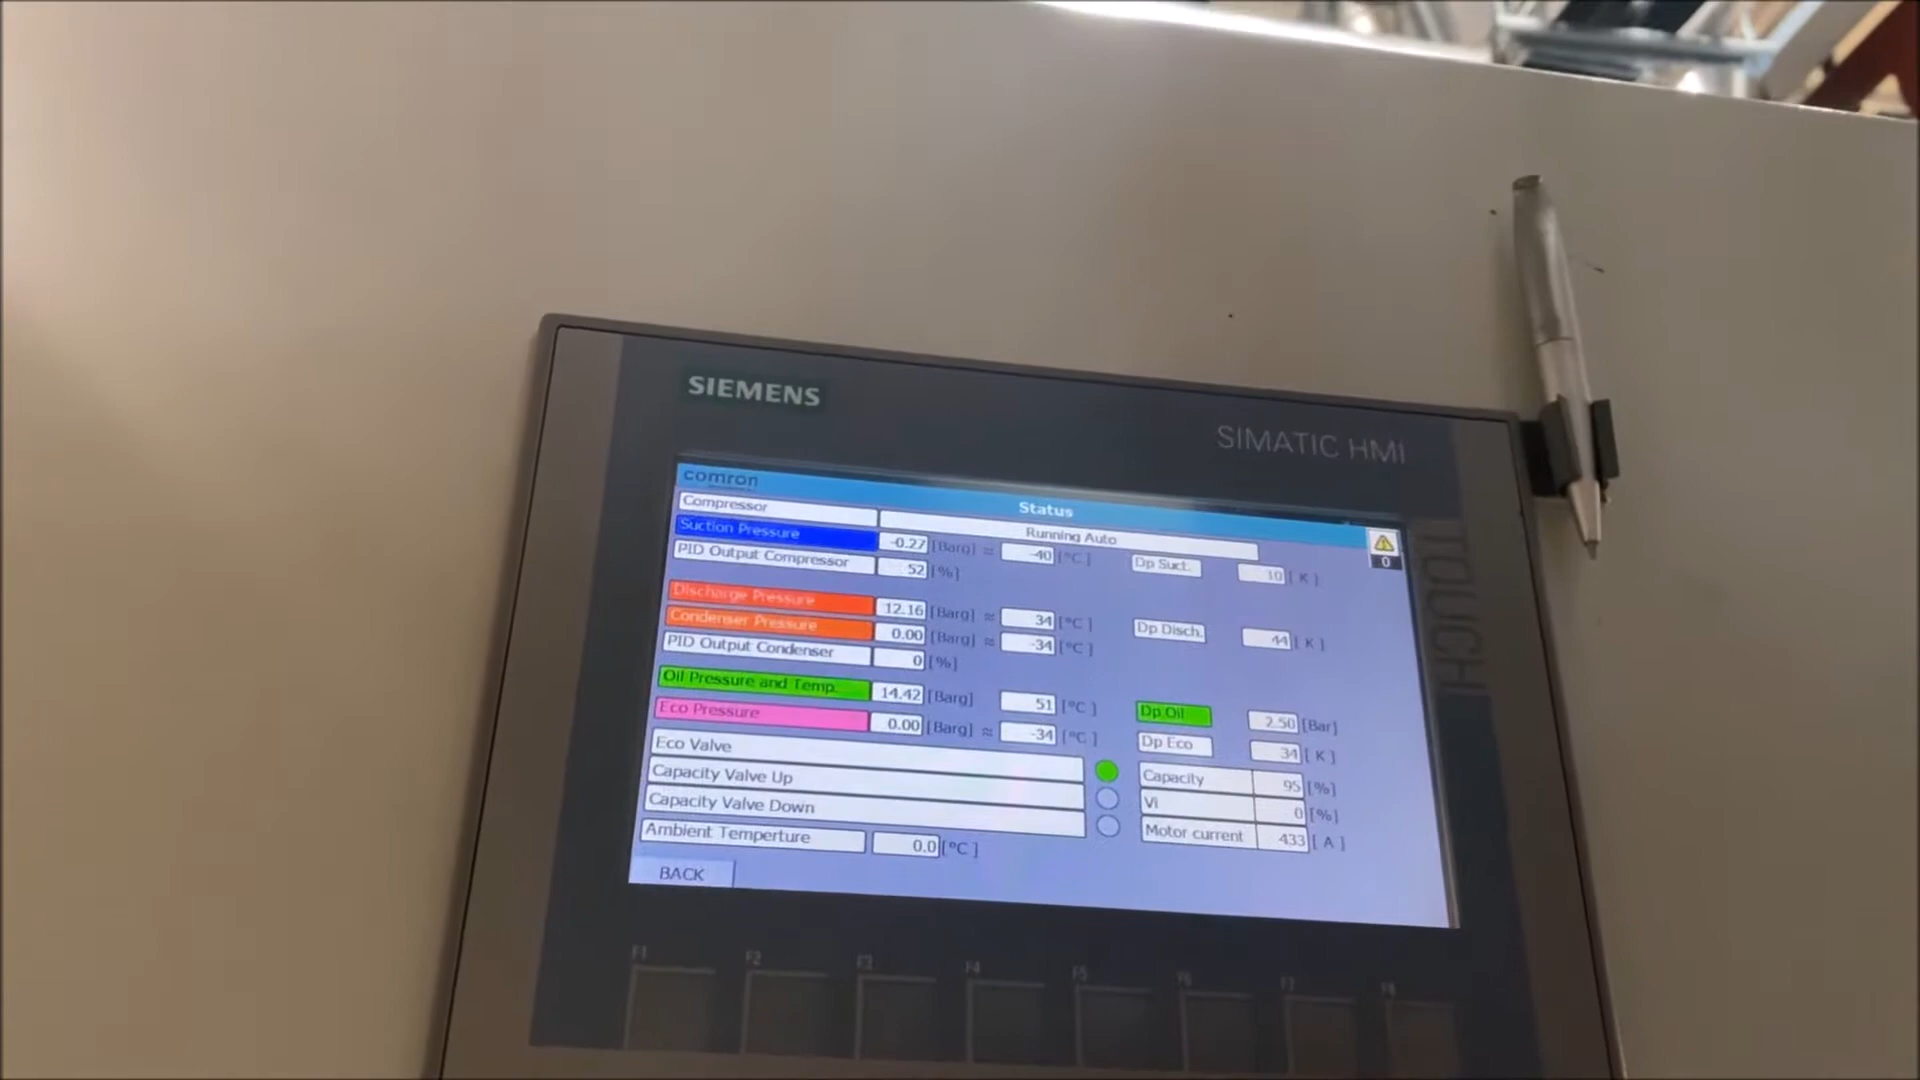 SIEMENS
SIMATIC HMI
TOUCH
comron
Status
Compressor
Running Auto
Suction Pressure -0.27 [Barg] ≈ -40 [°C] Dp Suct. 10 [K]
0
PID Output Compressor 52 [%]
Discharge Pressure 12.16 [Barg] ≈ 34 [°C] Dp Disch. 44 [K]
Condenser Pressure 0.00 [Barg] ≈ -34 [°C]
PID Output Condenser 0 [%]
Oil Pressure and Temp. 14.42 [Barg] 51 [°C] Dp Oil 2.50 [Bar]
Eco Pressure 0.00 [Barg] ≈ -34 [°C] Dp Eco 34 [K]
Eco Valve Capacity 95 [%]
Capacity Valve Up Vi 0 [%]
Capacity Valve Down Motor current 433 [A]
Ambient Temperture 0.0 [°C]
BACK
F1 F2 F3 F4 F5 F6 F7 F8